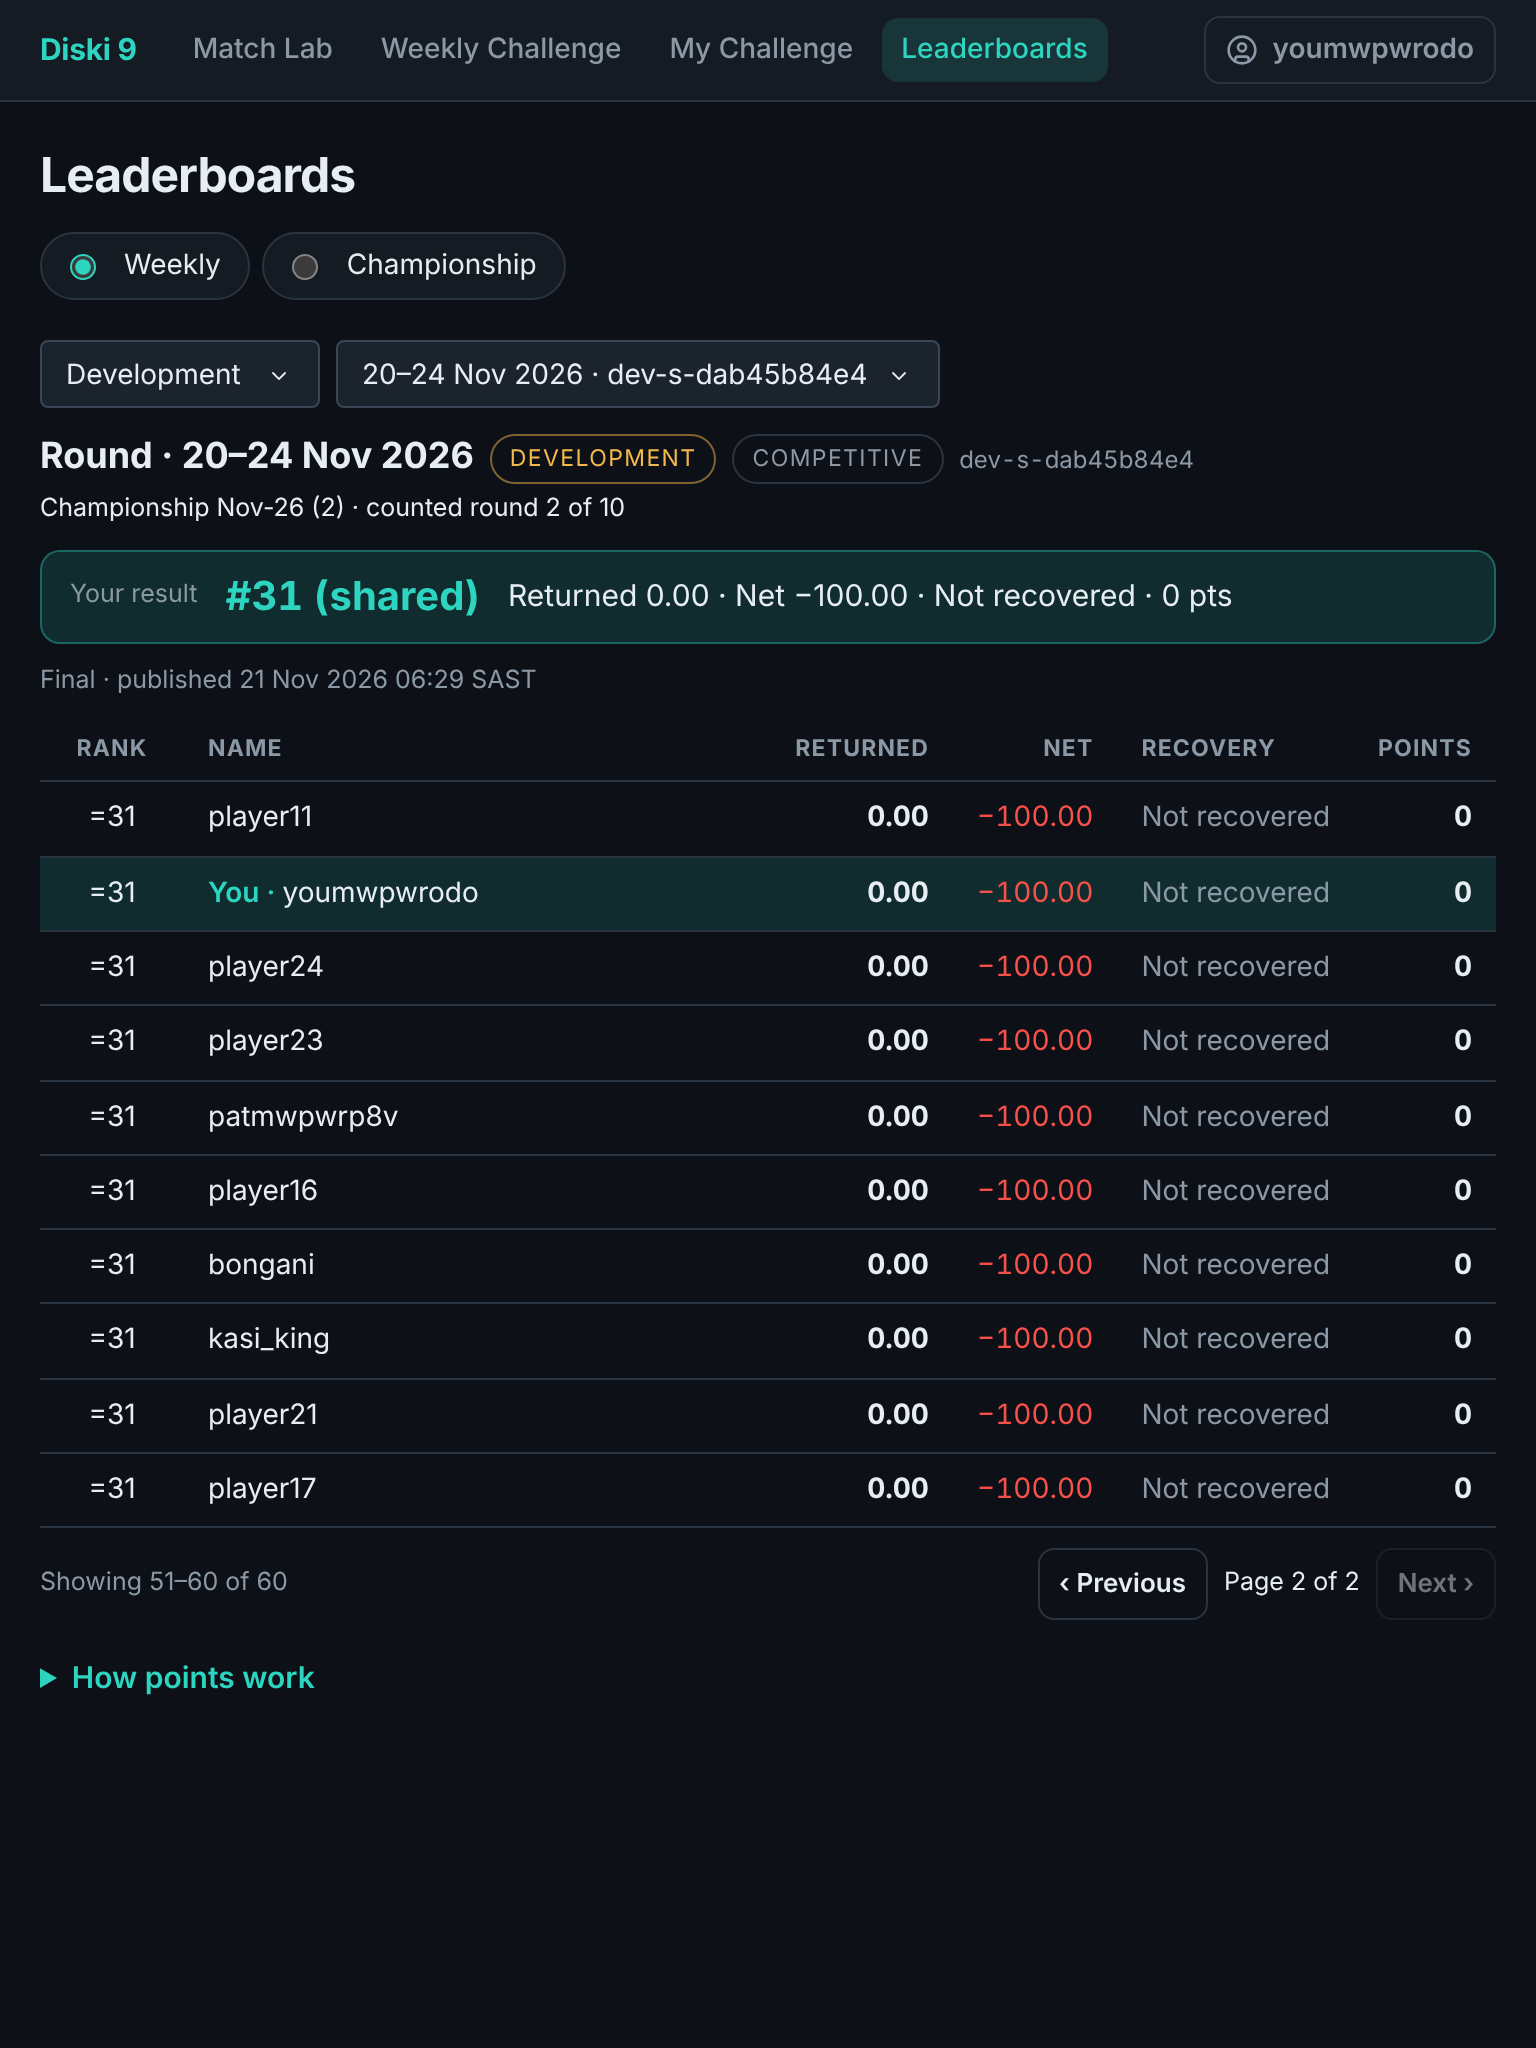 Diski 9 Match Lab Weekly Challenge My Challenge Leaderboards youmwpwrodo
Leaderboards
Weekly Championship
Development 20–24 Nov 2026 · dev-s-dab45b84e4
Round · 20–24 Nov 2026 DEVELOPMENT COMPETITIVE dev-s-dab45b84e4
Championship Nov-26 (2) · counted round 2 of 10
Your result #31 (shared) Returned 0.00 · Net −100.00 · Not recovered · 0 pts
Final · published 21 Nov 2026 06:29 SAST
RANK NAME RETURNED NET RECOVERY POINTS
=31 player11 0.00 −100.00 Not recovered 0
=31 You · youmwpwrodo 0.00 −100.00 Not recovered 0
=31 player24 0.00 −100.00 Not recovered 0
=31 player23 0.00 −100.00 Not recovered 0
=31 patmwpwrp8v 0.00 −100.00 Not recovered 0
=31 player16 0.00 −100.00 Not recovered 0
=31 bongani 0.00 −100.00 Not recovered 0
=31 kasi_king 0.00 −100.00 Not recovered 0
=31 player21 0.00 −100.00 Not recovered 0
=31 player17 0.00 −100.00 Not recovered 0
Showing 51–60 of 60 ‹ Previous Page 2 of 2 Next ›
▶ How points work